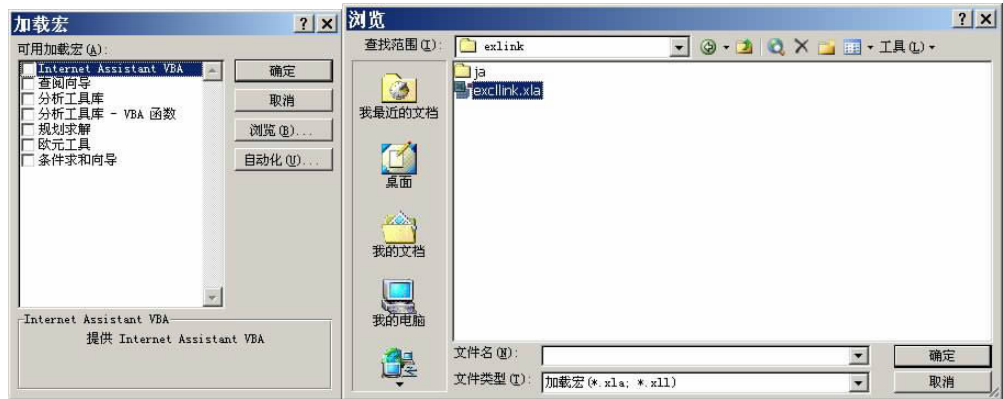 加载宏
可用加载宏(A):
Internet Assistant VBA
查阅向导
分析工具库
分析工具库 - VBA 函数
规划求解
欧元工具
条件求和向导
确定
取消
浏览(B)...
自动化(U)...
Internet Assistant VBA
提供 Internet Assistant VBA
浏览
查找范围(I):
exlink
工具(L)
我最近的文档
桌面
我的文档
我的电脑
ja
excllink.xla
文件名(N):
确定
文件类型(T):
加载宏(*.xla; *.xll)
取消